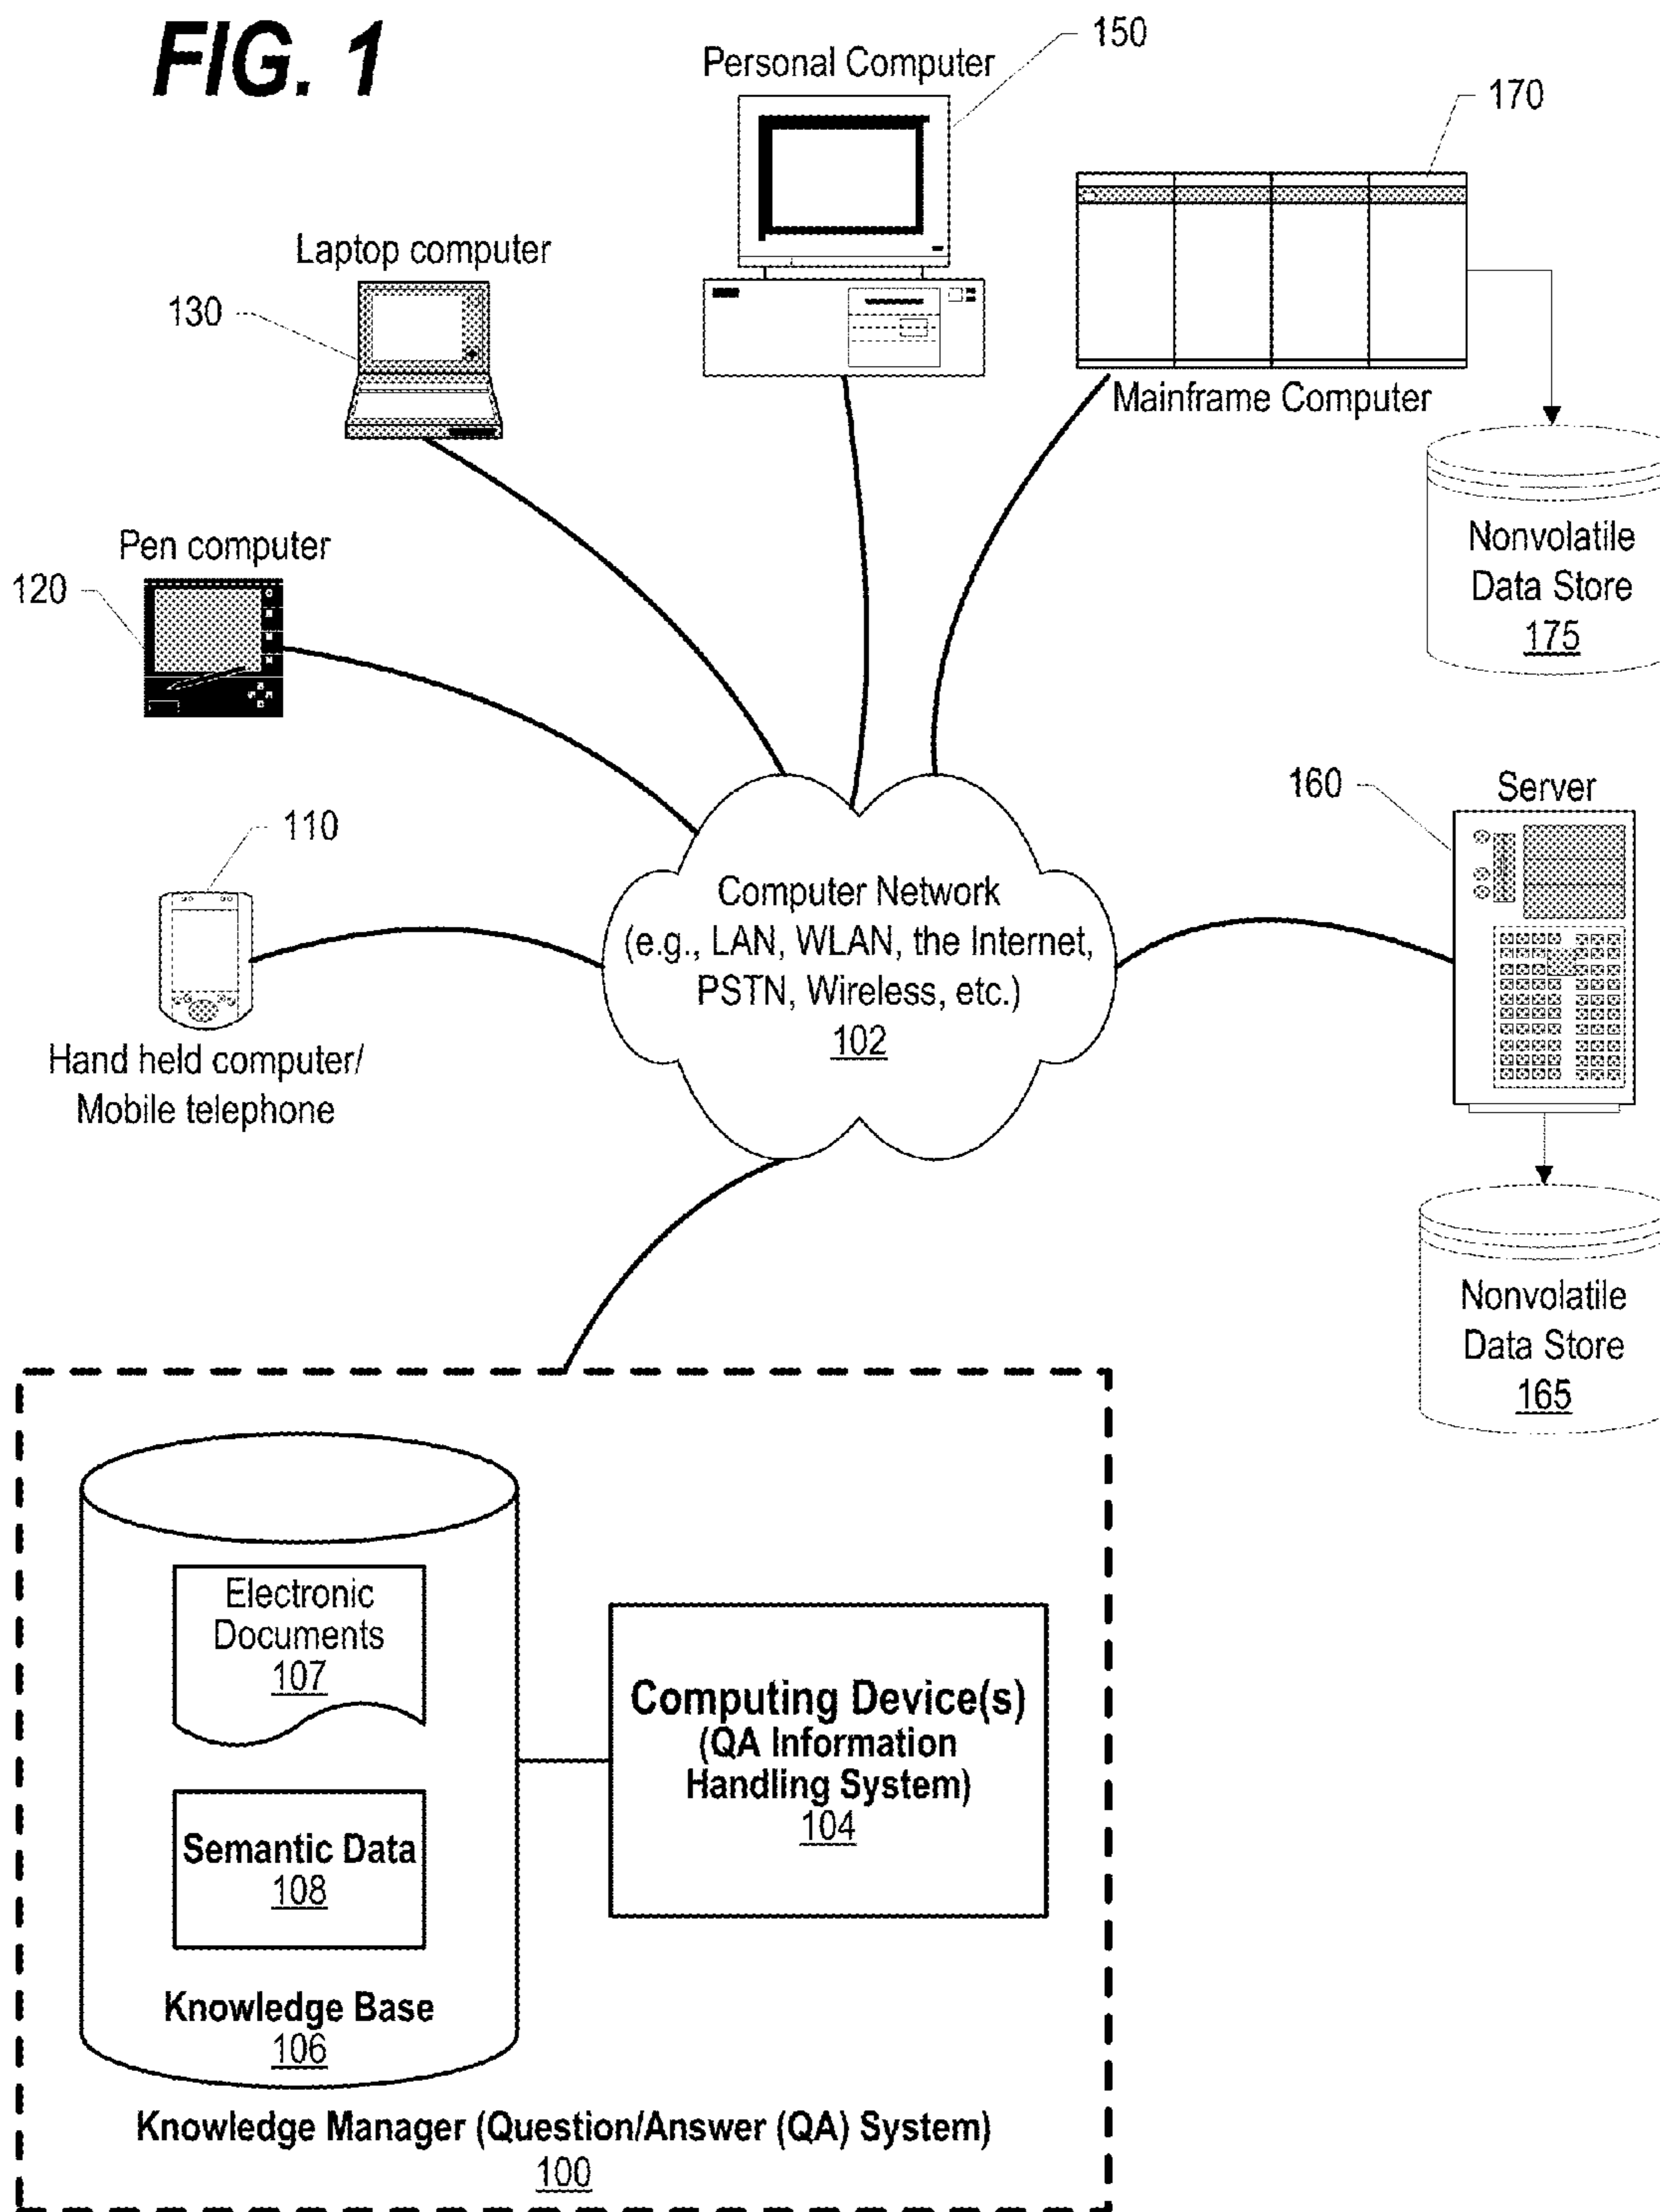 FIG. 1
Personal Computer
150
170
Laptop computer
130
Mainframe Computer
Nonvolatile
Data Store
175
Pen computer
120
160
Server
110
Computer Network
(e.g., LAN, WLAN, the Internet,
PSTN, Wireless, etc.)
102
Hand held computer/
Mobile telephone
Nonvolatile
Data Store
165
Electronic
Documents
107
Computing Device(s)
(QA Information
Handling System)
104
Semantic Data
108
Knowledge Base
106
Knowledge Manager (Question/Answer (QA) System)
100